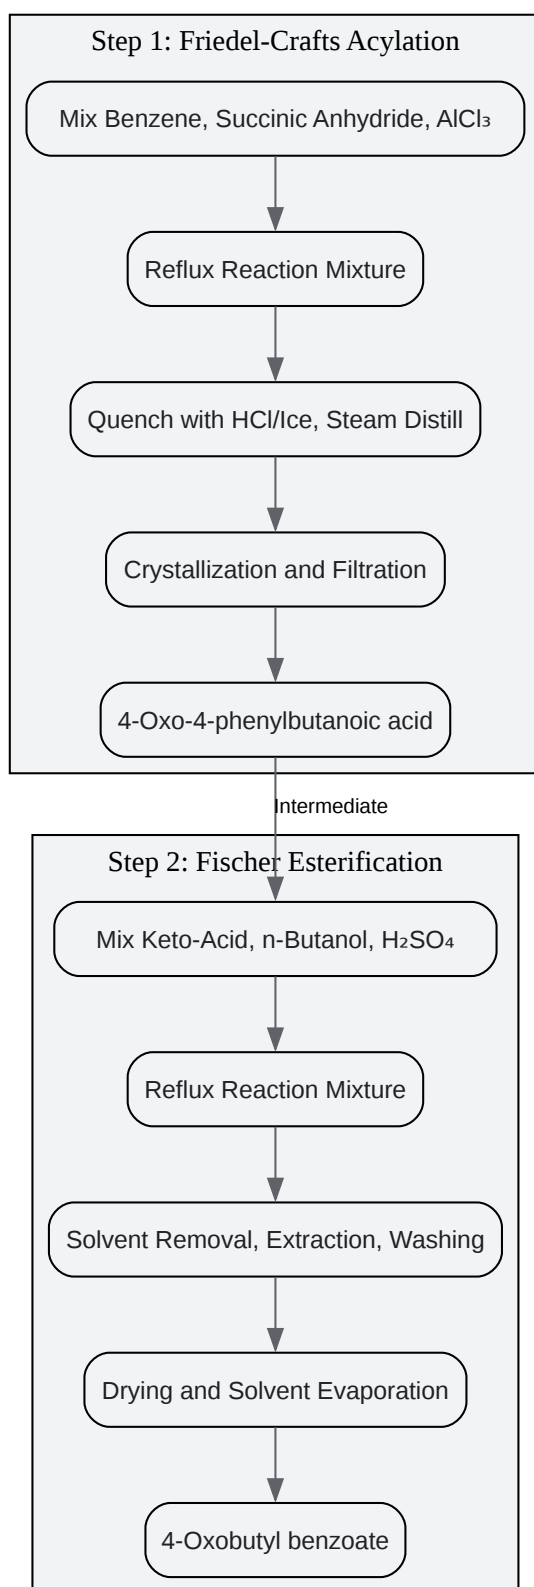 Step 1: Friedel-Crafts Acylation
Mix Benzene, Succinic Anhydride, AlCl₃
Reflux Reaction Mixture
Quench with HCl/Ice, Steam Distill
Crystallization and Filtration
4-Oxo-4-phenylbutanoic acid
Intermediate
Step 2: Fischer Esterification
Mix Keto-Acid, n-Butanol, H₂SO₄
Reflux Reaction Mixture
Solvent Removal, Extraction, Washing
Drying and Solvent Evaporation
4-Oxobutyl benzoate